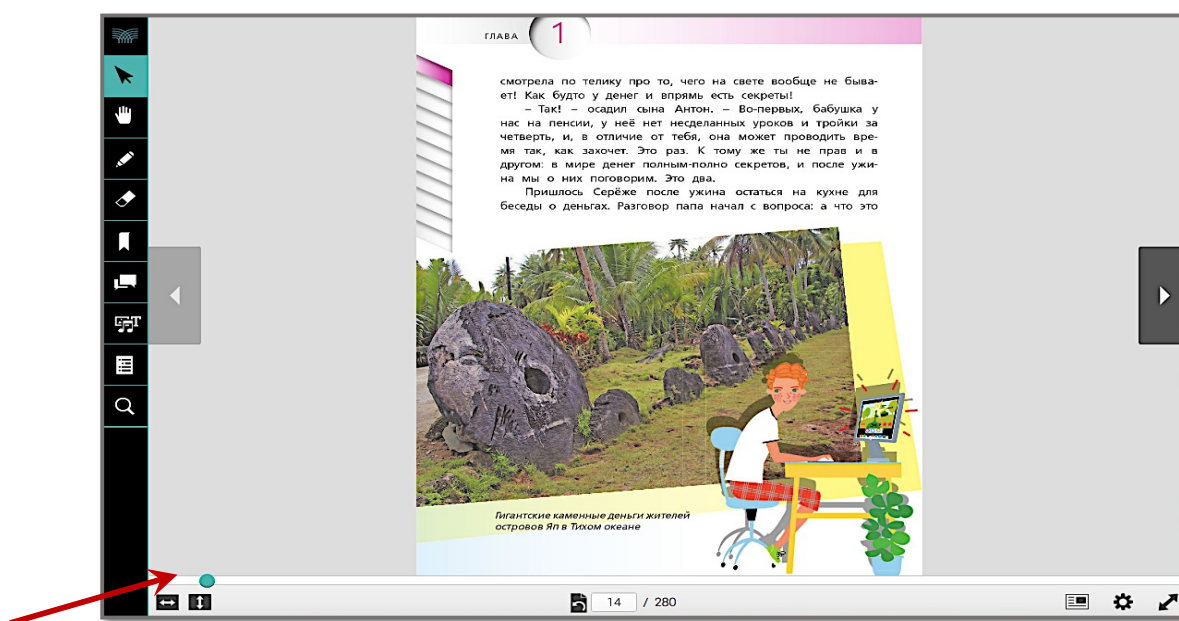 ГЛАВА 1
смотрела по телику про то, чего на свете вообще не быва-
ет! Как будто у денег и впрямь есть секреты!
– Так! – осадил сына Антон. – Во-первых, бабушка у
нас на пенсии, у неё нет несделанных уроков и тройки за
четверть, и, в отличие от тебя, она может проводить вре-
мя так, как захочет. Это раз. К тому же ты не прав и в
другом: в мире денег полным-полно секретов, и после ужи-
на мы о них поговорим. Это два.
Пришлось Серёже после ужина остаться на кухне для
беседы о деньгах. Разговор папа начал с вопроса: а что это
Гигантские каменные деньги жителей
островов Яп в Тихом океане
14 / 280